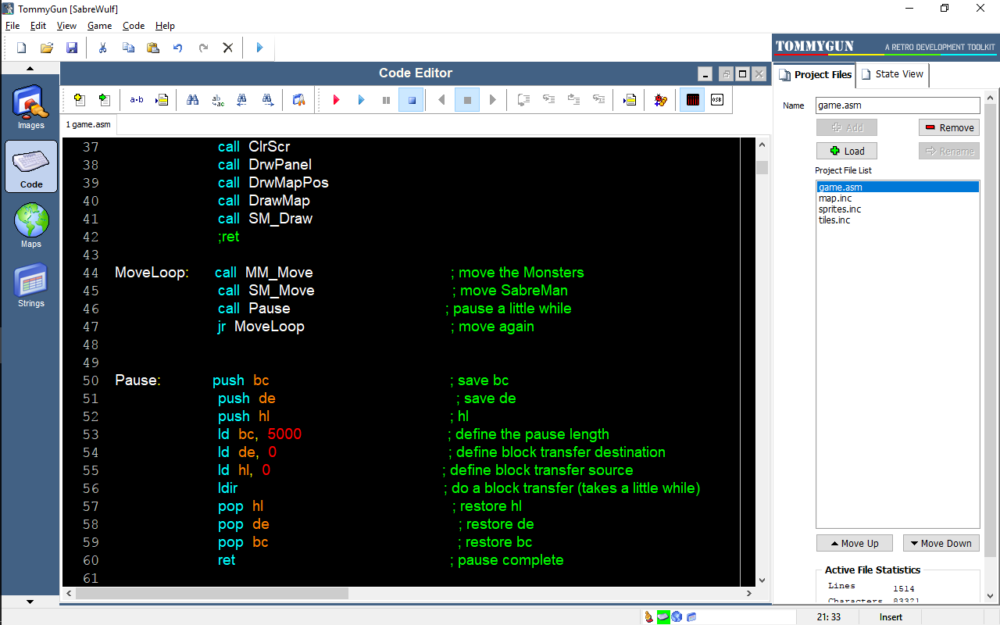 TommyGun [SabreWulf]
File Edit View Game Code Help
TOMMYGUN A RETRO DEVELOPMENT TOOLKIT
Code Editor
Project Files State View
Name game.asm
a·b ab ac OSB
Add Remove
Load Rename
1 game.asm
Images
Code
Maps
Strings
37 call ClrScr
38 call DrwPanel
39 call DrwMapPos
40 call DrawMap
41 call SM_Draw
42 ;ret
43
44 MoveLoop: call MM_Move ; move the Monsters
45 call SM_Move ; move SabreMan
46 call Pause ; pause a little while
47 jr MoveLoop ; move again
48
49
50 Pause: push bc ; save bc
51 push de ; save de
52 push hl ; hl
53 ld bc, 5000 ; define the pause length
54 ld de, 0 ; define block transfer destination
55 ld hl, 0 ; define block transfer source
56 ldir ; do a block transfer (takes a little while)
57 pop hl ; restore hl
58 pop de ; restore de
59 pop bc ; restore bc
60 ret ; pause complete
61
Project File List
game.asm
map.inc
sprites.inc
tiles.inc
Move Up Move Down
Active File Statistics
Lines 1514
Characters 83321
21: 33 Insert